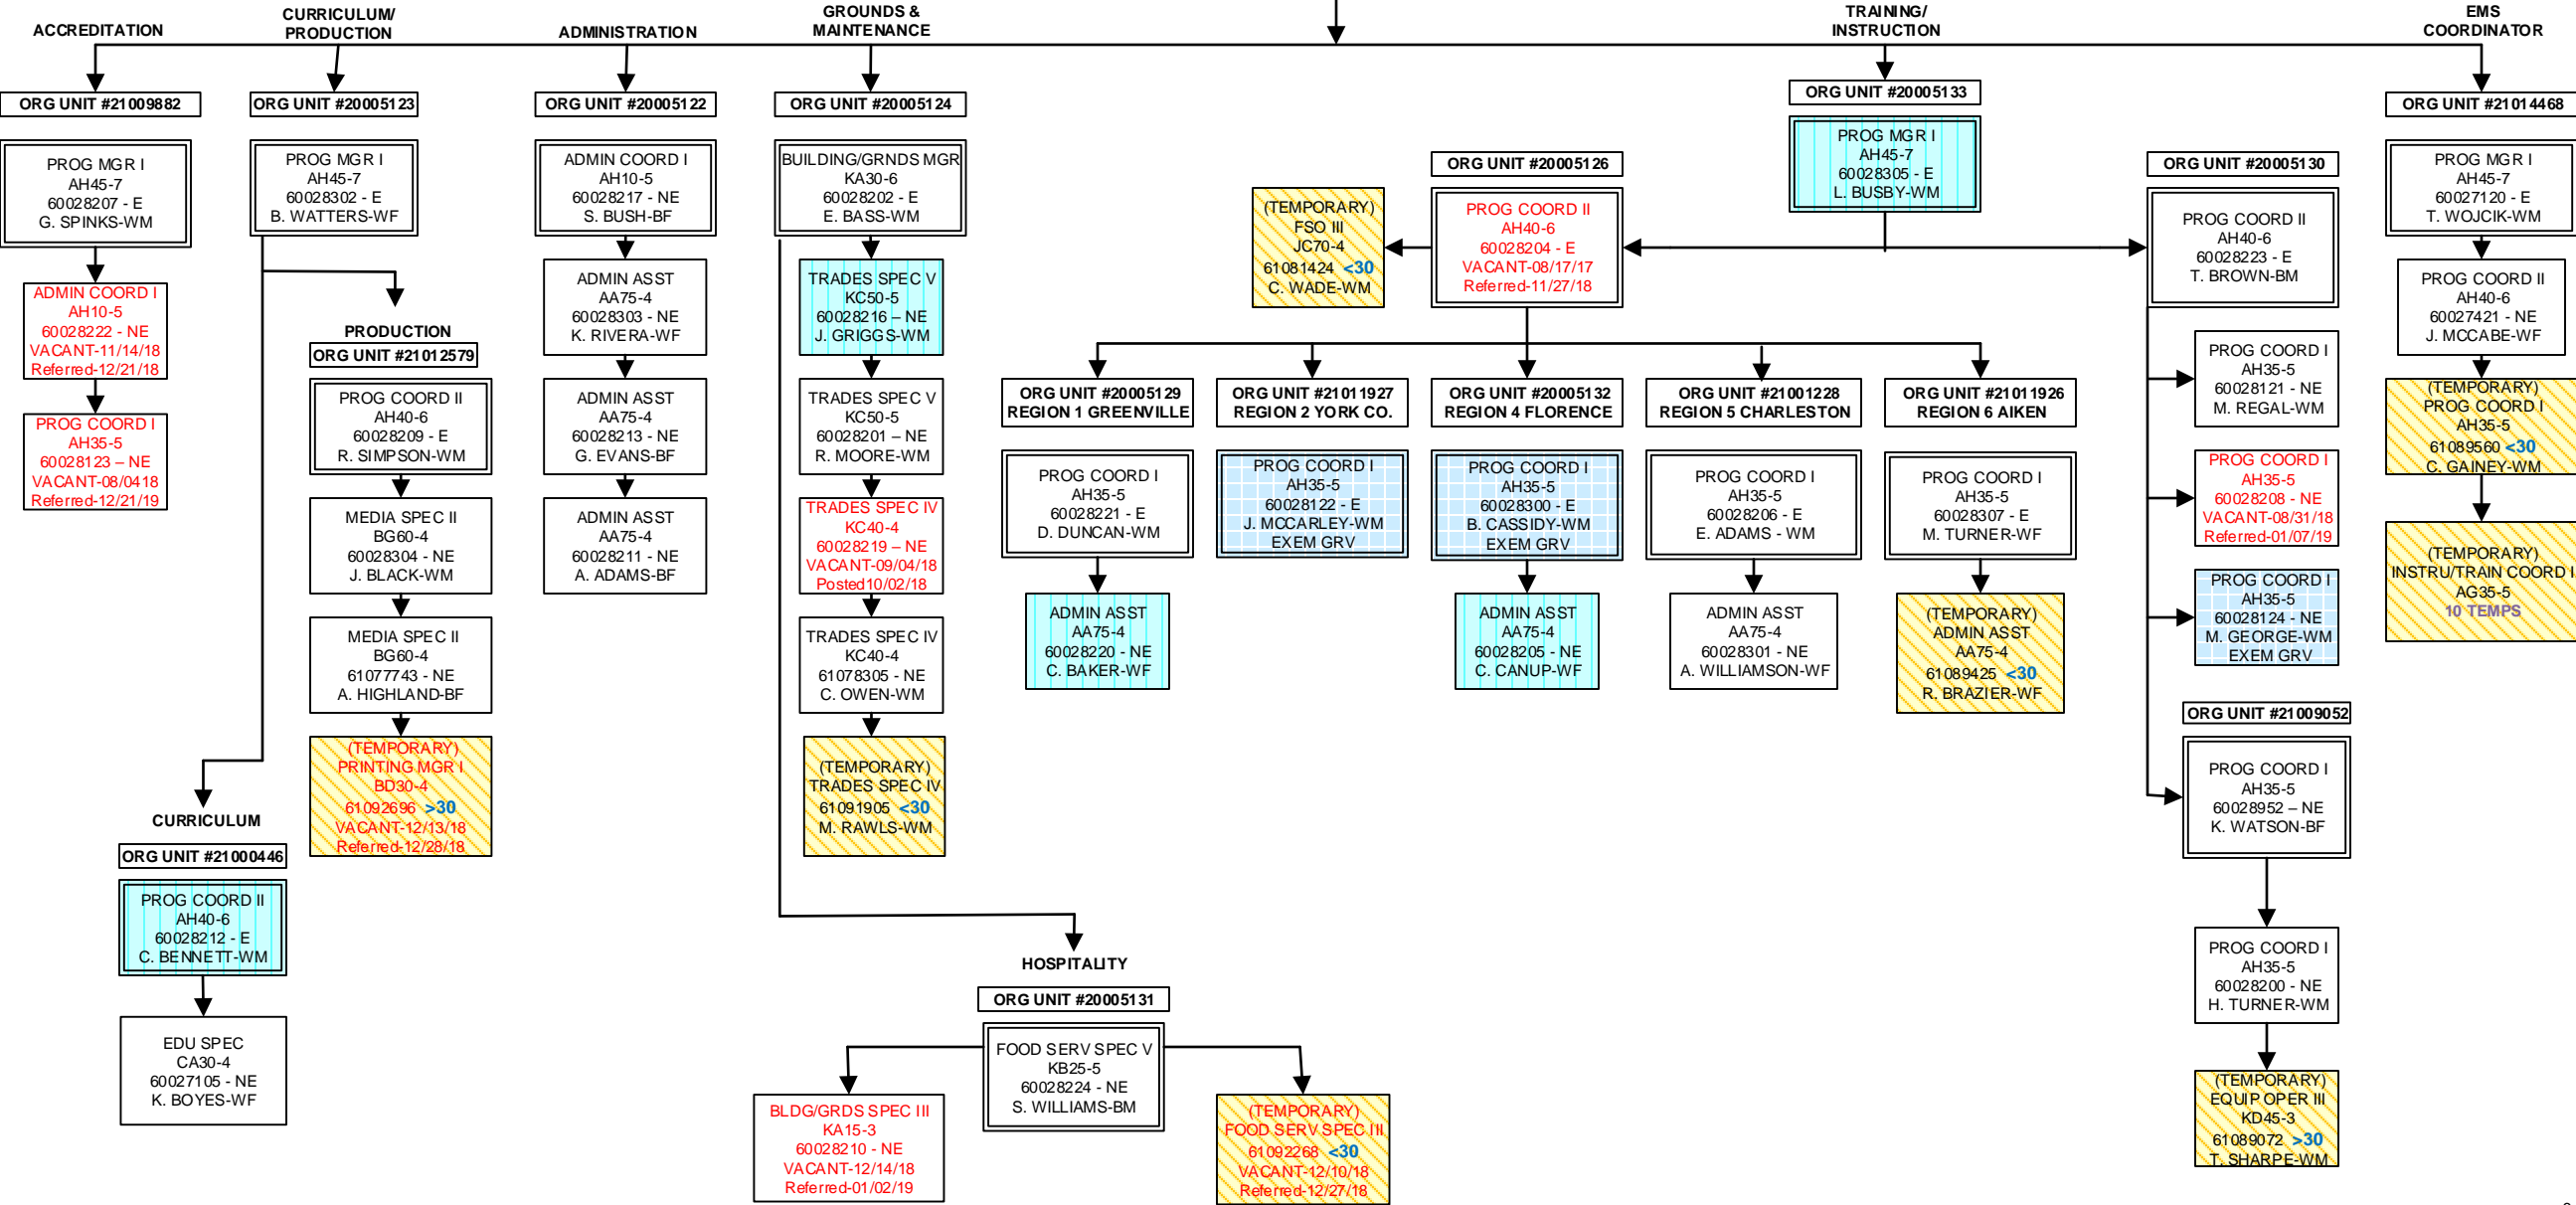 ACCREDITATION
CURRICULUM/
PRODUCTION
ADMINISTRATION
GROUNDS &
MAINTENANCE
TRAINING/
INSTRUCTION
EMS
COORDINATOR
ORG UNIT #21009882
PROG MGR I
AH45-7
60028207 - E
G. SPINKS-WM
ADMIN COORD I
AH10-5
60028222 - NE
VACANT-11/14/18
Referred-12/21/18
PROG COORD I
AH35-5
60028123 – NE
VACANT-08/0418
Referred-12/21/19
ORG UNIT #20005123
PROG MGR I
AH45-7
60028302 - E
B. WATTERS-WF
PRODUCTION
ORG UNIT #21012579
PROG COORD II
AH40-6
60028209 - E
R. SIMPSON-WM
MEDIA SPEC II
BG60-4
60028304 - NE
J. BLACK-WM
MEDIA SPEC II
BG60-4
61077743 - NE
A. HIGHLAND-BF
(TEMPORARY)
PRINTING MGR I
BD30-4
61092696 >30
VACANT-12/13/18
Referred-12/28/18
CURRICULUM
ORG UNIT #21000446
PROG COORD II
AH40-6
60028212 - E
C. BENNETT-WM
EDU SPEC
CA30-4
60027105 - NE
K. BOYES-WF
ORG UNIT #20005122
ADMIN COORD I
AH10-5
60028217 - NE
S. BUSH-BF
ADMIN ASST
AA75-4
60028303 - NE
K. RIVERA-WF
ADMIN ASST
AA75-4
60028213 - NE
G. EVANS-BF
ADMIN ASST
AA75-4
60028211 - NE
A. ADAMS-BF
ORG UNIT #20005124
BUILDING/GRNDS MGR
KA30-6
60028202 - E
E. BASS-WM
TRADES SPEC V
KC50-5
60028216 – NE
J. GRIGGS-WM
TRADES SPEC V
KC50-5
60028201 – NE
R. MOORE-WM
TRADES SPEC IV
KC40-4
60028219 – NE
VACANT-09/04/18
Posted10/02/18
TRADES SPEC IV
KC40-4
61078305 - NE
C. OWEN-WM
(TEMPORARY)
TRADES SPEC IV
61091905 <30
M. RAWLS-WM
HOSPITALITY
ORG UNIT #20005131
FOOD SERV SPEC V
KB25-5
60028224 - NE
S. WILLIAMS-BM
BLDG/GRDS SPEC III
KA15-3
60028210 - NE
VACANT-12/14/18
Referred-01/02/19
(TEMPORARY)
FOOD SERV SPEC III
61092268 <30
VACANT-12/10/18
Referred-12/27/18
ORG UNIT #20005133
PROG MGR I
AH45-7
60028305 - E
L. BUSBY-WM
ORG UNIT #20005126
PROG COORD II
AH40-6
60028204 - E
VACANT-08/17/17
Referred-11/27/18
(TEMPORARY)
FSO III
JC70-4
61081424 <30
C. WADE-WM
ORG UNIT #20005129
REGION 1 GREENVILLE
PROG COORD I
AH35-5
60028221 - E
D. DUNCAN-WM
ADMIN ASST
AA75-4
60028220 - NE
C. BAKER-WF
ORG UNIT #21011927
REGION 2 YORK CO.
PROG COORD I
AH35-5
60028122 - E
J. MCCARLEY-WM
EXEM GRV
ORG UNIT #20005132
REGION 4 FLORENCE
PROG COORD I
AH35-5
60028300 - E
B. CASSIDY-WM
EXEM GRV
ADMIN ASST
AA75-4
60028205 - NE
C. CANUP-WF
ORG UNIT #21001228
REGION 5 CHARLESTON
PROG COORD I
AH35-5
60028206 - E
E. ADAMS - WM
ADMIN ASST
AA75-4
60028301 - NE
A. WILLIAMSON-WF
ORG UNIT #21011926
REGION 6 AIKEN
PROG COORD I
AH35-5
60028307 - E
M. TURNER-WF
(TEMPORARY)
ADMIN ASST
AA75-4
61089425 <30
R. BRAZIER-WF
ORG UNIT #20005130
PROG COORD II
AH40-6
60028223 - E
T. BROWN-BM
PROG COORD I
AH35-5
60028121 - NE
M. REGAL-WM
PROG COORD I
AH35-5
60028208 - NE
VACANT-08/31/18
Referred-01/07/19
PROG COORD I
AH35-5
60028124 - NE
M. GEORGE-WM
EXEM GRV
ORG UNIT #21009052
PROG COORD I
AH35-5
60028952 – NE
K. WATSON-BF
PROG COORD I
AH35-5
60028200 - NE
H. TURNER-WM
(TEMPORARY)
EQUIP OPER III
KD45-3
61089072 >30
T. SHARPE-WM
ORG UNIT #21014468
PROG MGR I
AH45-7
60027120 - E
T. WOJCIK-WM
PROG COORD II
AH40-6
60027421 - NE
J. MCCABE-WF
(TEMPORARY)
PROG COORD I
AH35-5
61089560 <30
C. GAINEY-WM
(TEMPORARY)
INSTRU/TRAIN COORD I
AG35-5
10 TEMPS